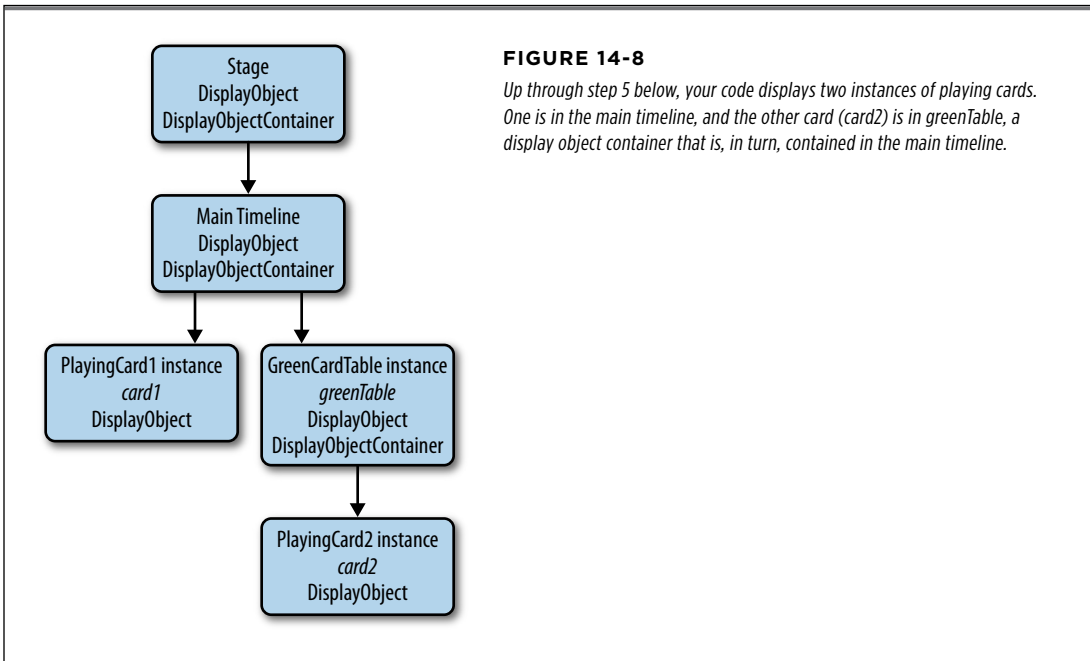 Stage
DisplayObject
DisplayObjectContainer
Main Timeline
DisplayObject
DisplayObjectContainer
PlayingCard1 instance
card1
DisplayObject
GreenCardTable instance
greenTable
DisplayObject
DisplayObjectContainer
PlayingCard2 instance
card2
DisplayObject
FIGURE 14-8
Up through step 5 below, your code displays two instances of playing cards.
One is in the main timeline, and the other card (card2) is in greenTable, a
display object container that is, in turn, contained in the main timeline.